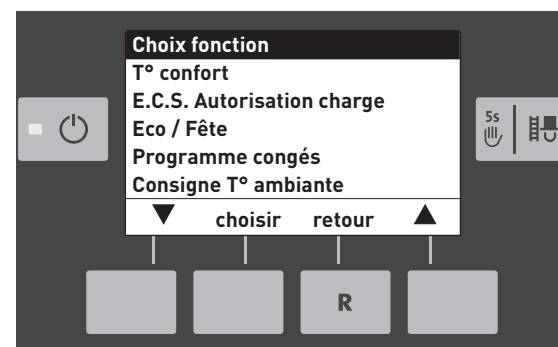 Choix fonction
T° confort
E.C.S. Autorisation charge
Eco / Fête
Programme congés
Consigne T° ambiante
▼ choisir retour ▲
5s
R